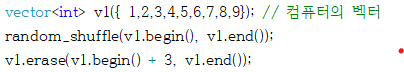 vector<int> v1({ 1,2,3,4,5,6,7,8,9}); // 컴퓨터의 벡터
random_shuffle(v1.begin(), v1.end());
v1.erase(v1.begin() + 3, v1.end());